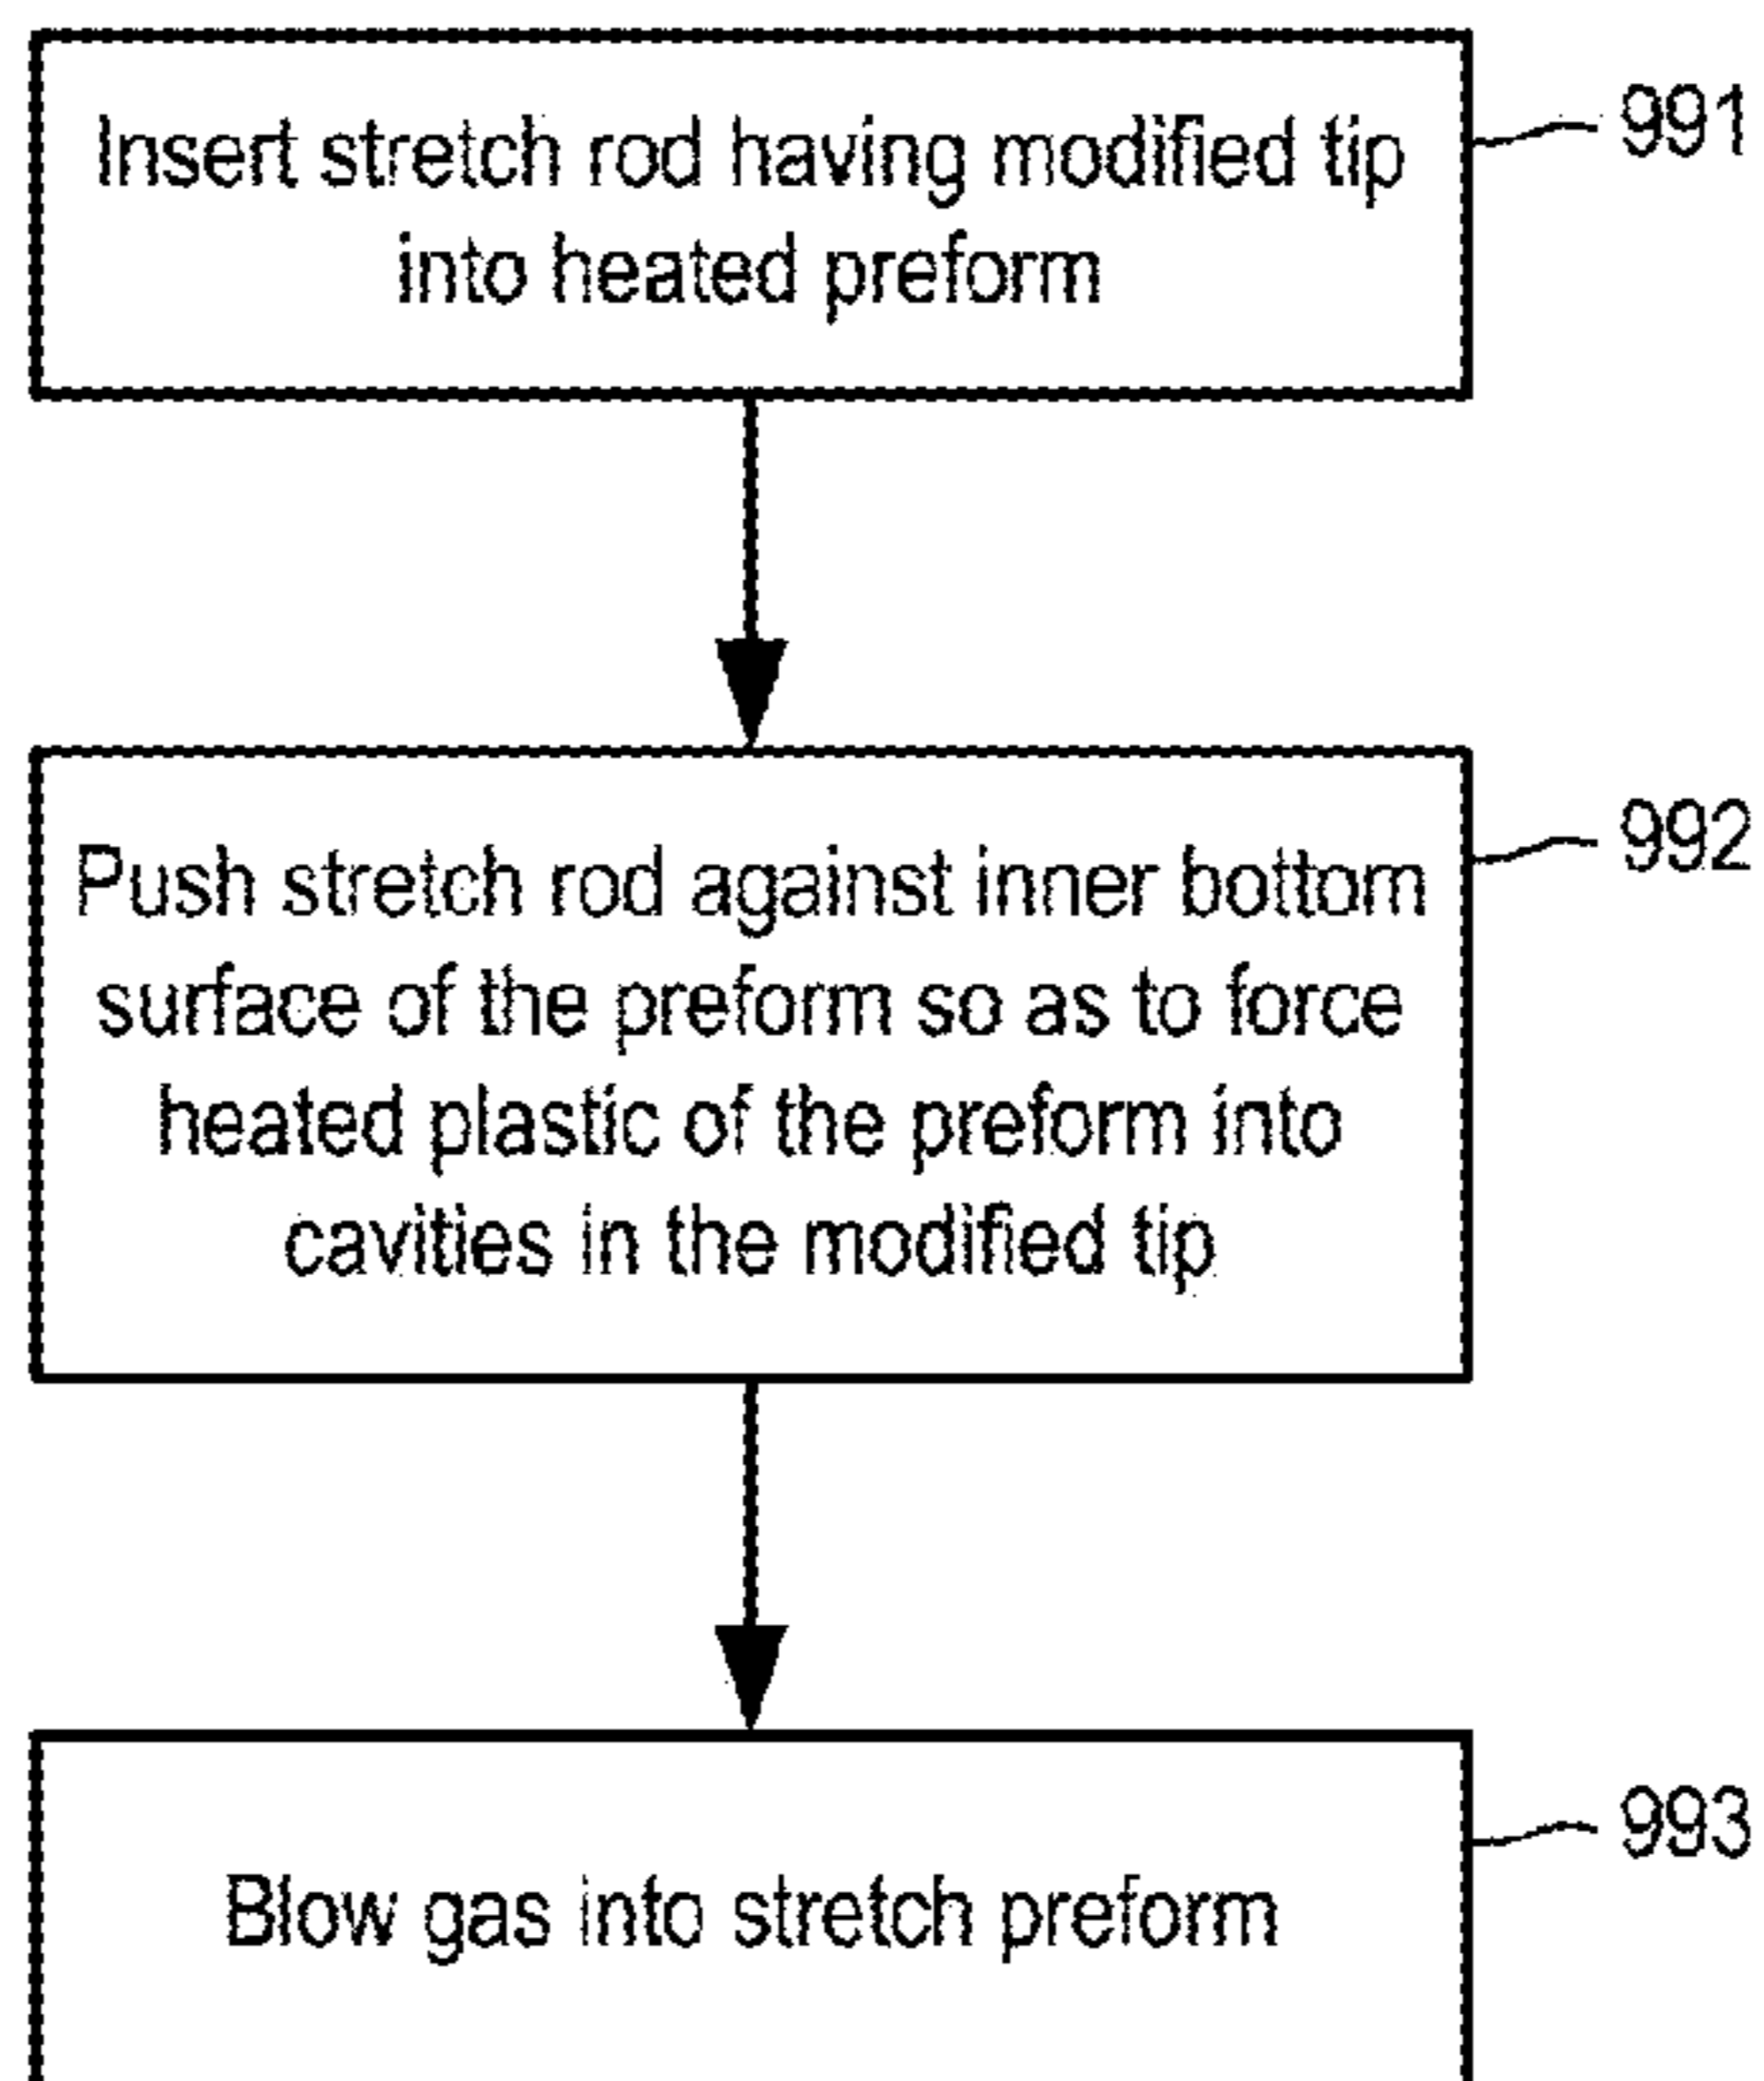 Insert stretch rod having modified tip
into heated preform
991
Push stretch rod against inner bottom
surface of the preform so as to force
heated plastic of the preform into
cavities in the modified tip
992
Blow gas into stretch preform
993